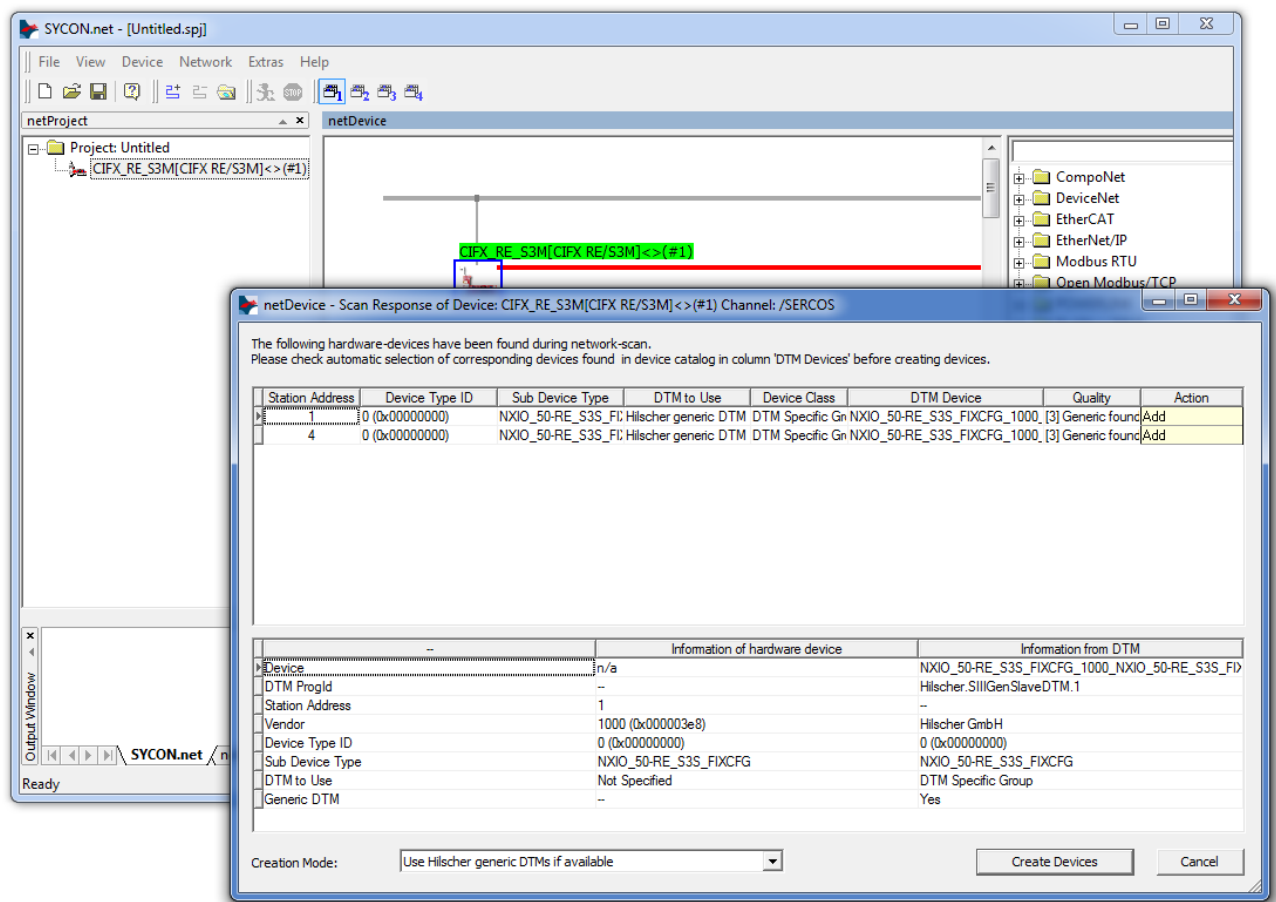 SYCON.net - [Untitled.spj]
File View Device Network Extras Help
netProject
netDevice
Project: Untitled
CIFX_RE_S3M[CIFX RE/S3M]<>(#1)
CIFX_RE_S3M[CIFX RE/S3M]<>(#1)
CompoNet
DeviceNet
EtherCAT
EtherNet/IP
Modbus RTU
Open Modbus/TCP
netDevice - Scan Response of Device: CIFX_RE_S3M[CIFX RE/S3M]<>(#1) Channel: /SERCOS
The following hardware-devices have been found during network-scan.
Please check automatic selection of corresponding devices found in device catalog in column 'DTM Devices' before creating devices.
Station Address Device Type ID Sub Device Type DTM to Use Device Class DTM Device Quality Action
1 0 (0x00000000) NXIO_50-RE_S3S_FI Hilscher generic DTM DTM Specific Gr NXIO_50-RE_S3S_FIXCFG_1000_ [3] Generic found Add
4 0 (0x00000000) NXIO_50-RE_S3S_FI Hilscher generic DTM DTM Specific Gr NXIO_50-RE_S3S_FIXCFG_1000_ [3] Generic found Add
-- Information of hardware device Information from DTM
Device n/a NXIO_50-RE_S3S_FIXCFG_1000_NXIO_50-RE_S3S_FIX
DTM ProgId -- Hilscher.SIIIGenSlaveDTM.1
Station Address 1 --
Vendor 1000 (0x000003e8) Hilscher GmbH
Device Type ID 0 (0x00000000) 0 (0x00000000)
Sub Device Type NXIO_50-RE_S3S_FIXCFG NXIO_50-RE_S3S_FIXCFG
DTM to Use Not Specified DTM Specific Group
Generic DTM -- Yes
Creation Mode: Use Hilscher generic DTMs if available Create Devices Cancel
Output Window
SYCON.net
Ready